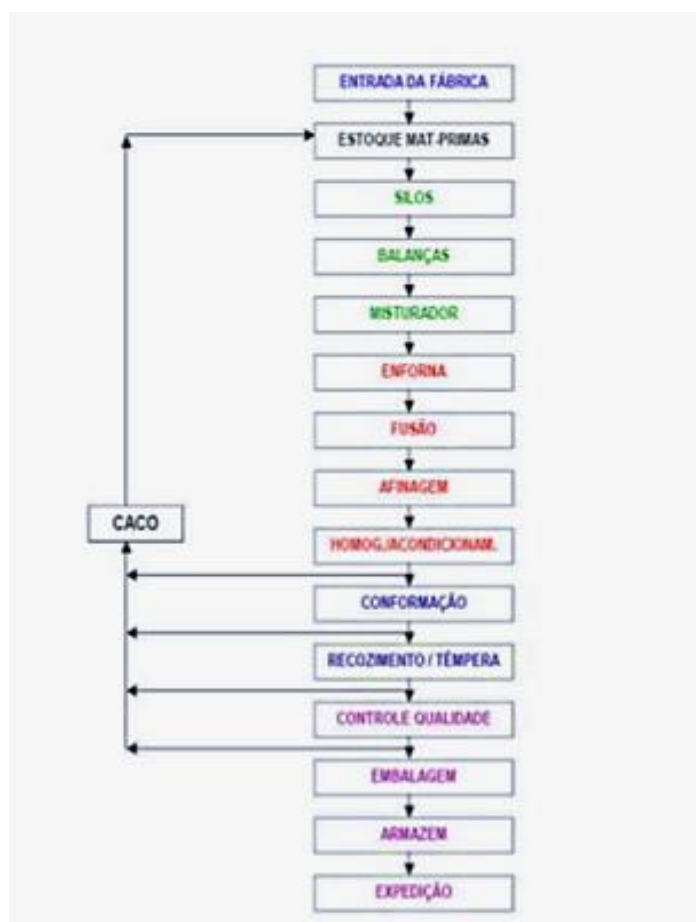 ENTRADA DA FÁBRICA
ESTOQUE MAT-PRIMAS
SILOS
BALANÇAS
MISTURADOR
ENFORNA
FUSÃO
AFINAGEM
CACO
HOMOG./ACONDICIONAM.
CONFORMAÇÃO
RECOZIMENTO / TÊMPERA
CONTROLE QUALIDADE
EMBALAGEM
ARMAZEM
EXPEDIÇÃO